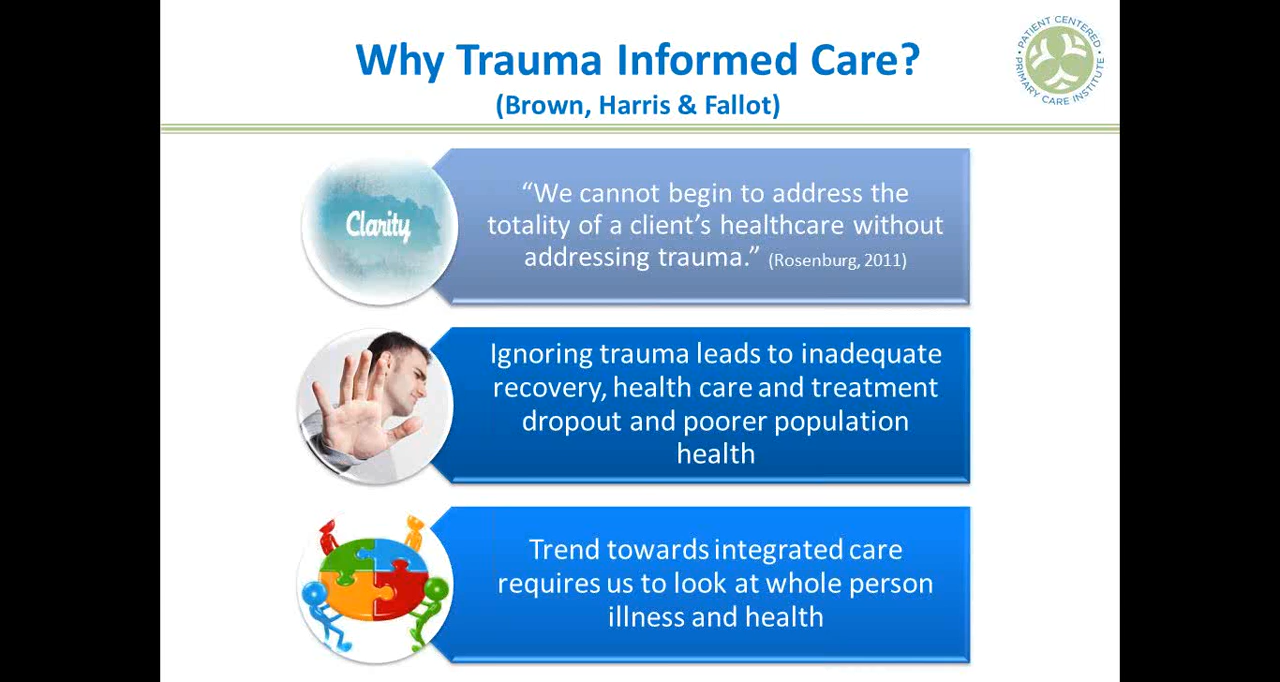 Why Trauma Informed Care?
(Brown, Harris & Fallot)
PATIENT CENTERED
PRIMARY CARE INSTITUTE
Clarity
“We cannot begin to address the
totality of a client’s healthcare without
addressing trauma.” (Rosenburg, 2011)
Ignoring trauma leads to inadequate
recovery, health care and treatment
dropout and poorer population
health
Trend towards integrated care
requires us to look at whole person
illness and health